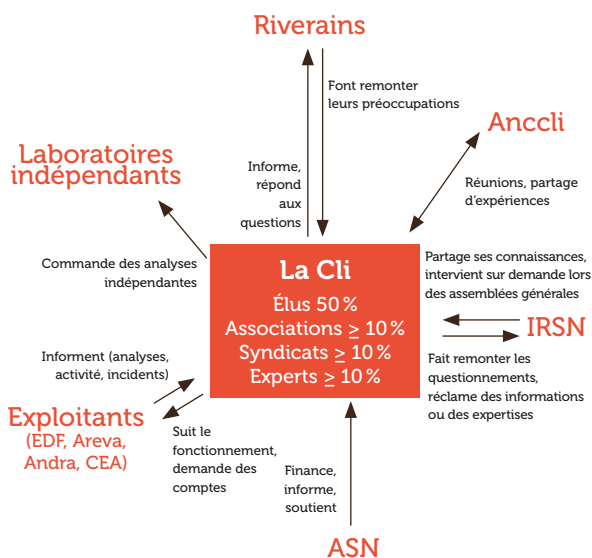 Riverains
Font remonter
leurs préoccupations
Anccli
Laboratoires
indépendants
Informe,
répond
aux
questions
Réunions, partage
d'expériences
Commande des analyses
indépendantes
La Cli
Élus 50 %
Associations ≥ 10 %
Syndicats ≥ 10 %
Experts ≥ 10 %
Partage ses connaissances,
intervient sur demande lors
des assemblées générales
IRSN
Fait remonter les
questionnements,
réclame des informations
ou des expertises
Informent (analyses,
activité, incidents)
Exploitants
(EDF, Areva,
Andra, CEA)
Suit le
fonctionnement,
demande des
comptes
Finance,
informe,
soutient
ASN